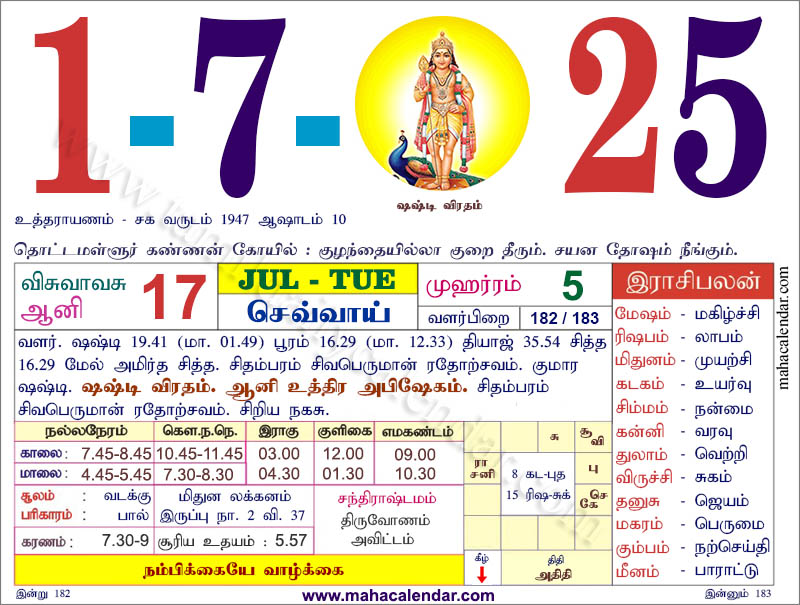 1-7- 25
ஷஷ்டி விரதம்
உத்தராயணம் - சக வருடம் 1947 ஆஷாடம் 10
தொட்டமள்ளூர் கண்ணன் கோயில் : குழந்தையில்லா குறை தீரும். சயன தோஷம் நீங்கும்.
விசுவாவசு
ஆனி 17
JUL - TUE
செவ்வாய்
முஹர்ரம் 5
வளர்பிறை 182 / 183
வளர். ஷஷ்டி 19.41 (மா. 01.49) பூரம் 16.29 (மா. 12.33) தியாஜ் 35.54 சித்த
16.29 மேல் அமிர்த சித்த. சிதம்பரம் சிவபெருமான் ரதோற்சவம். குமார
ஷஷ்டி. ஷஷ்டி விரதம். ஆனி உத்திர அபிஷேகம். சிதம்பரம்
சிவபெருமான் ரதோற்சவம். சிறிய நகசு.
நல்லநேரம் கௌ.ந.நெ. இராகு குளிகை எமகண்டம்
காலை: 7.45-8.45 10.45-11.45 03.00 12.00 09.00
மாலை: 4.45-5.45 7.30-8.30 04.30 01.30 10.30
சூலம் : வடக்கு
பரிகாரம் : பால்
மிதுன லக்கனம்
இருப்பு நா. 2 வி. 37
கரணம் : 7.30-9
சூரிய உதயம் : 5.57
சந்திராஷ்டமம்
திருவோணம்
அவிட்டம்
நம்பிக்கையே வாழ்க்கை
சு
சூ
வி
ரா
சனி
8 கட-புத
15 ரிஷ-சுக்
பு
செ
கே
கீழ்
திதி
அதிதி
இராசிபலன்
மேஷம் - மகிழ்ச்சி
ரிஷபம் - லாபம்
மிதுனம் - முயற்சி
கடகம் - உயர்வு
சிம்மம் - நன்மை
கன்னி - வரவு
துலாம் - வெற்றி
விருச்சி - சுகம்
தனுசு - ஜெயம்
மகரம் - பெருமை
கும்பம் - நற்செய்தி
மீனம் - பாராட்டு
mahacalendar.com
இன்று 182
www.mahacalendar.com
இன்னும் 183